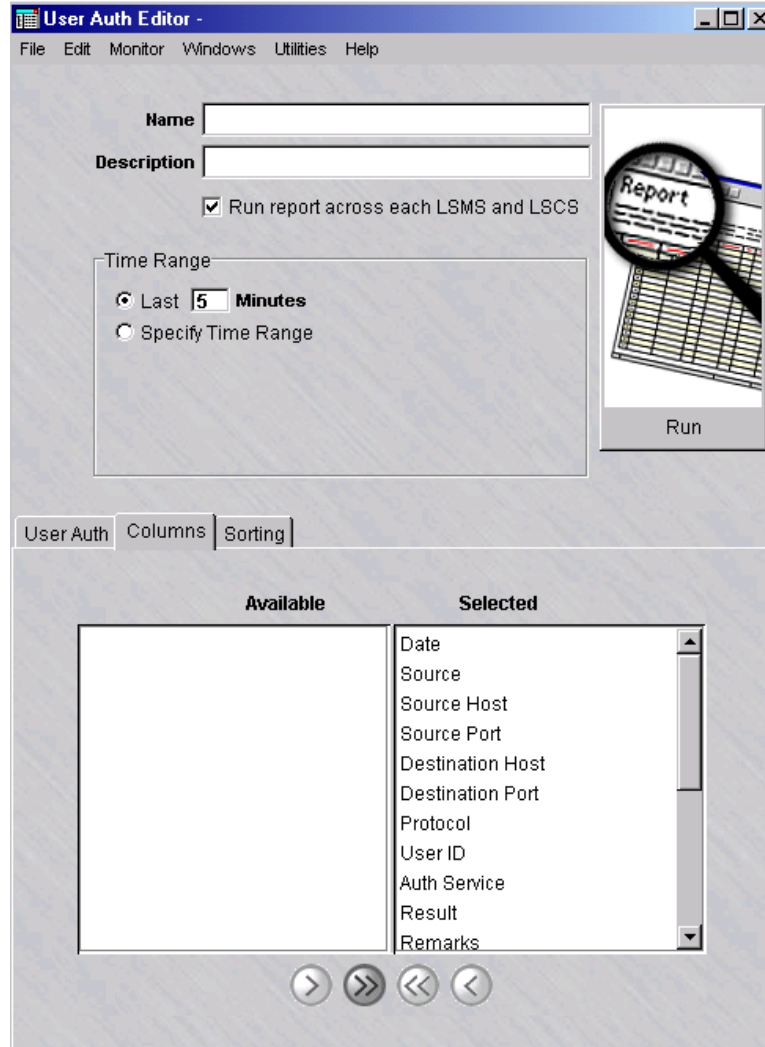 User Auth Editor -
File Edit Monitor Windows Utilities Help
Name
Description
Run report across each LSMS and LSCS
Time Range
Last 5 Minutes
Specify Time Range
Report
Run
User Auth Columns Sorting
Available Selected
Date
Source
Source Host
Source Port
Destination Host
Destination Port
Protocol
User ID
Auth Service
Result
Remarks